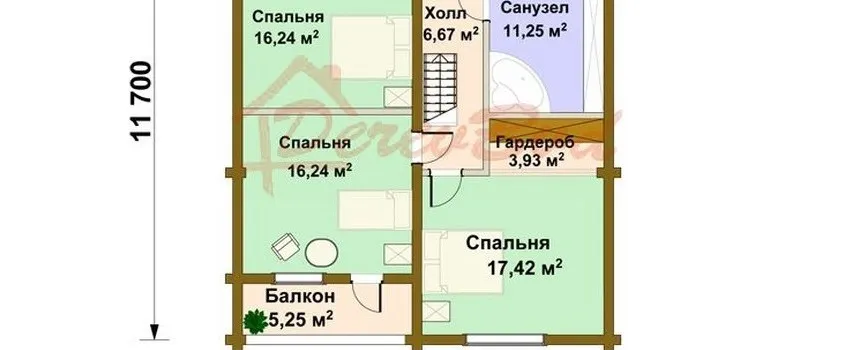 Спальня
16,24 м²
Холл
6,67 м²
Санузел
11,25 м²
11 700
Спальня
16,24 м²
Гардероб
3,93 м²
Спальня
17,42 м²
Балкон
5,25 м²